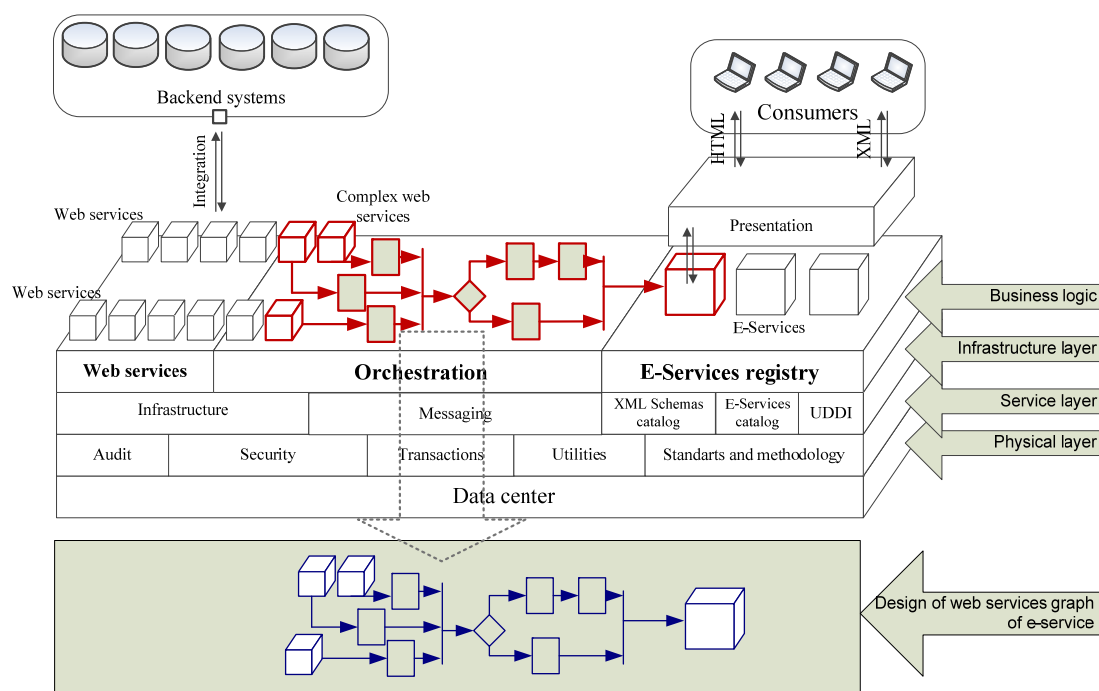 Backend systems
Consumers
HTML
XML
Integration
Complex web
services
Web services
Presentation
Web services
E-Services
Business logic
Web services
Orchestration
E-Services registry
Infrastructure layer
Infrastructure
Messaging
XML Schemas
catalog
E-Services
catalog
UDDI
Service layer
Audit
Security
Transactions
Utilities
Standarts and methodology
Physical layer
Data center
Design of web services graph
of e-service